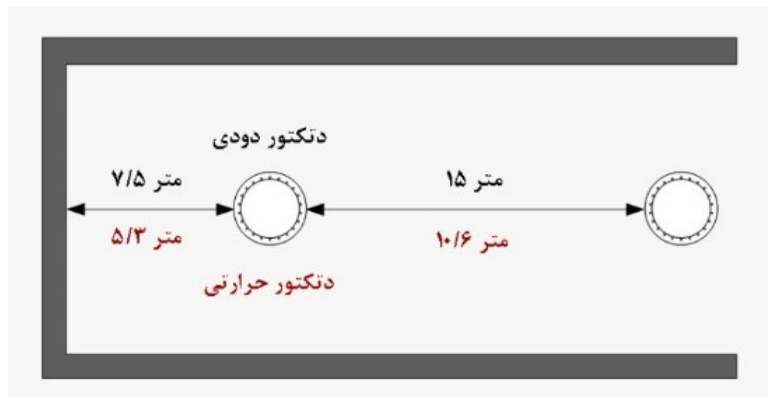 دتکتور دودی
۷/۵ متر
۱۵ متر
۵/۳ متر
۱۰/۶ متر
دتکتور حرارتی